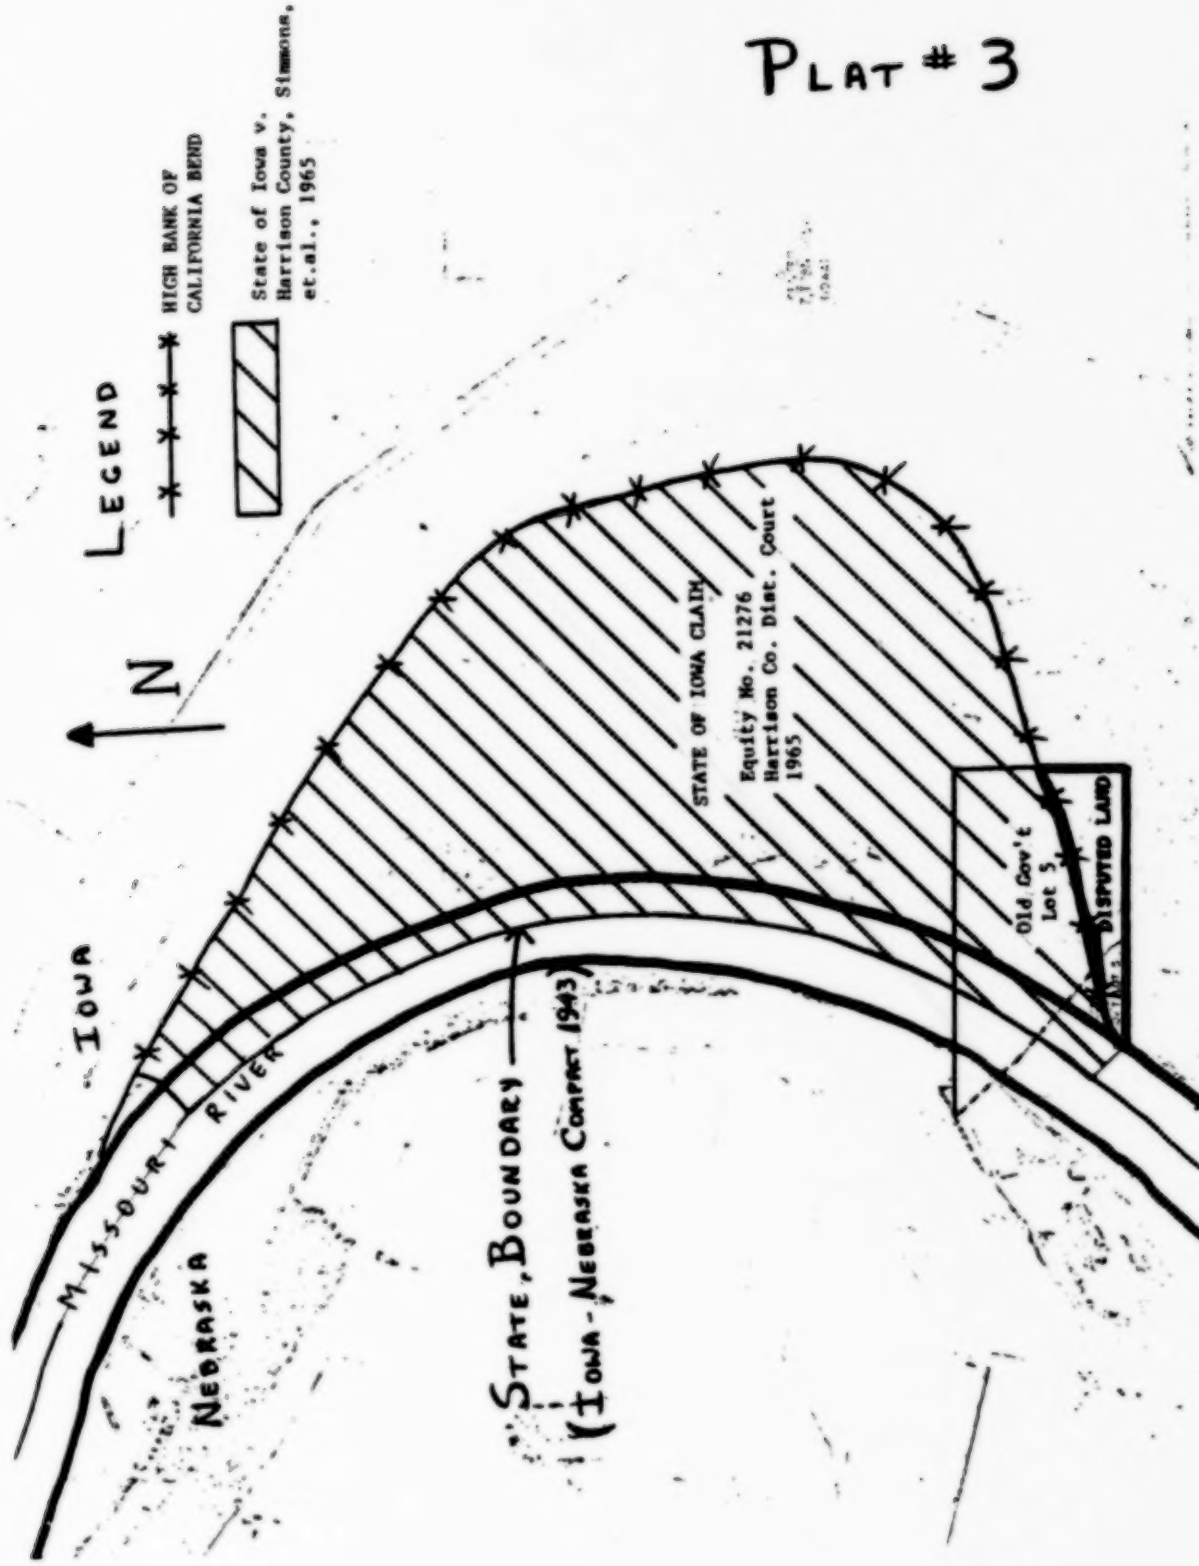 PLAT # 3
LEGEND
HIGH BANK OF
CALIFORNIA BEND
State of Iowa v.
Harrison County, Simmons,
et.al., 1965
N
IOWA
MISSOURI RIVER
NEBRASKA
STATE BOUNDARY
(IOWA - NEBRASKA COMPACT 1943)
STATE OF IOWA CLAIM
Equity No. 21276
Harrison Co. Dist. Court
1965
Old Gov't
Lot 5
DISPUTED LAND